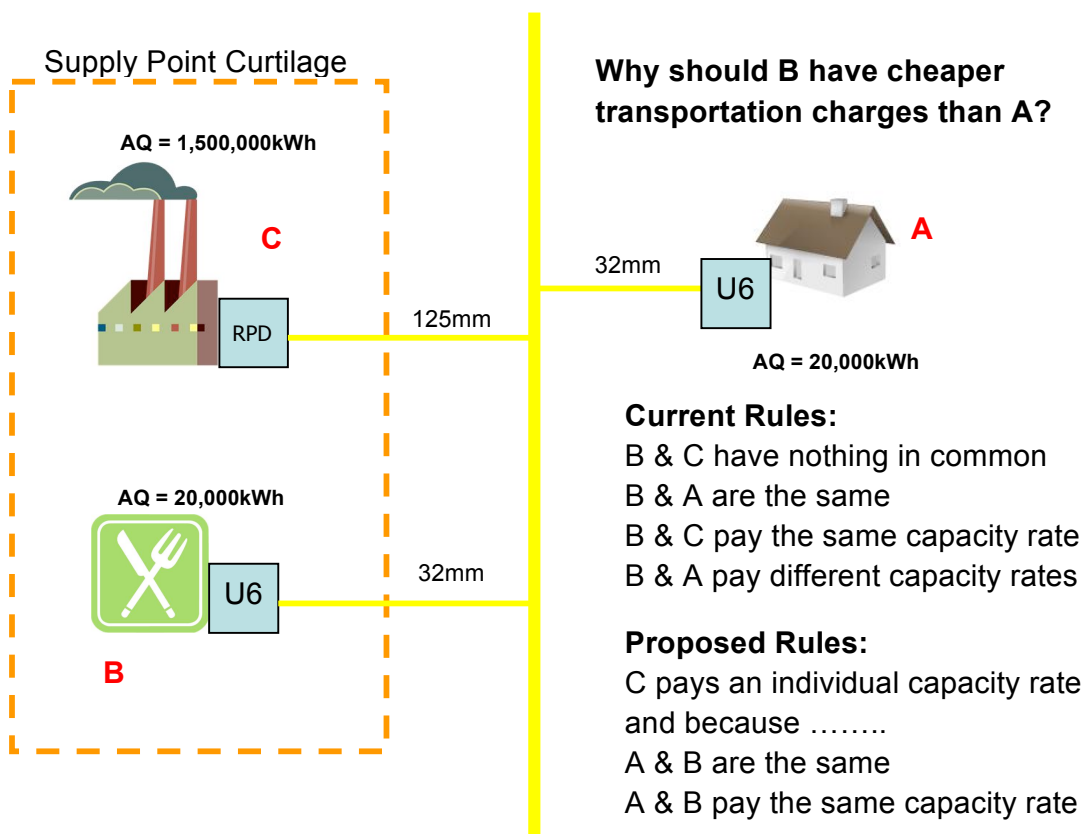 Supply Point Curtilage
AQ = 1,500,000kWh
C
RPD
125mm
AQ = 20,000kWh
U6
32mm
B
Why should B have cheaper
transportation charges than A?
A
32mm
U6
AQ = 20,000kWh
Current Rules:
B & C have nothing in common
B & A are the same
B & C pay the same capacity rate
B & A pay different capacity rates
Proposed Rules:
C pays an individual capacity rate
and because ........
A & B are the same
A & B pay the same capacity rate